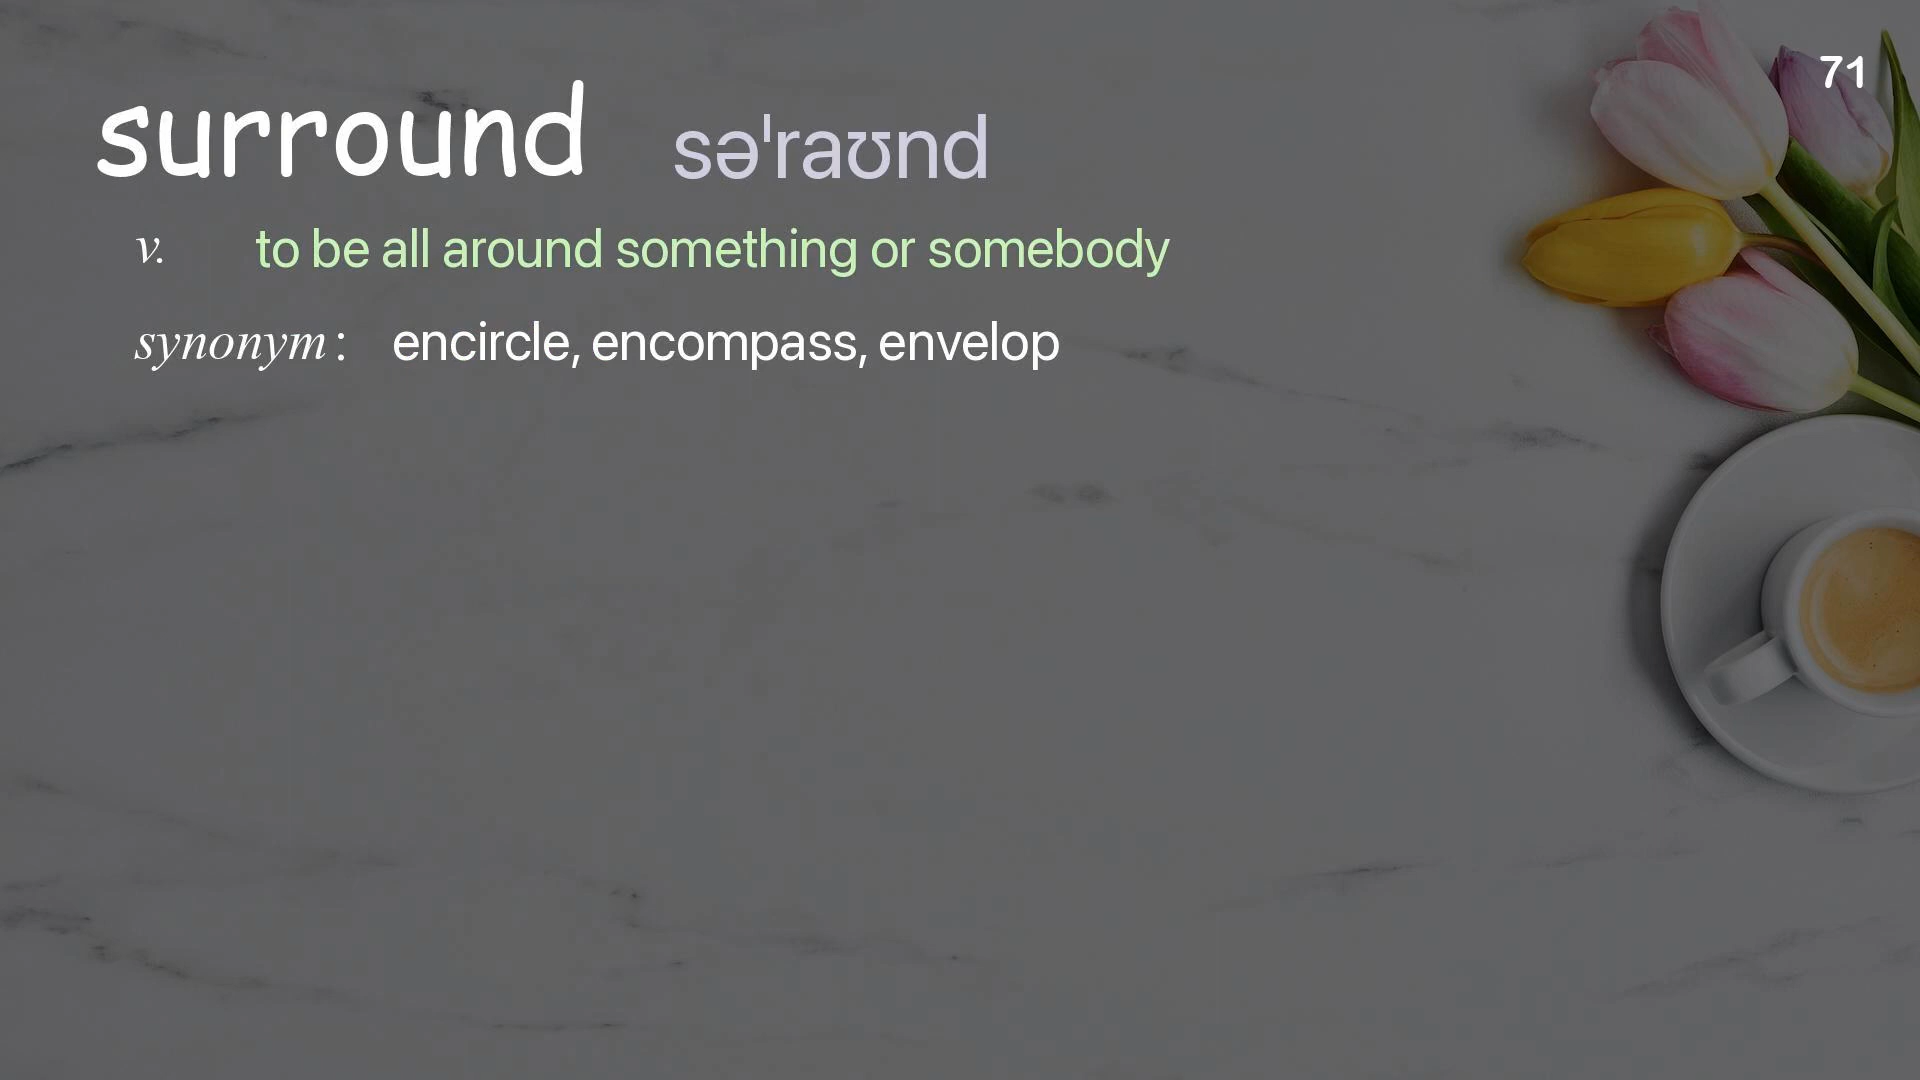 71
surround səˈraʊnd
v. to be all around something or somebody
synonym : encircle, encompass, envelop